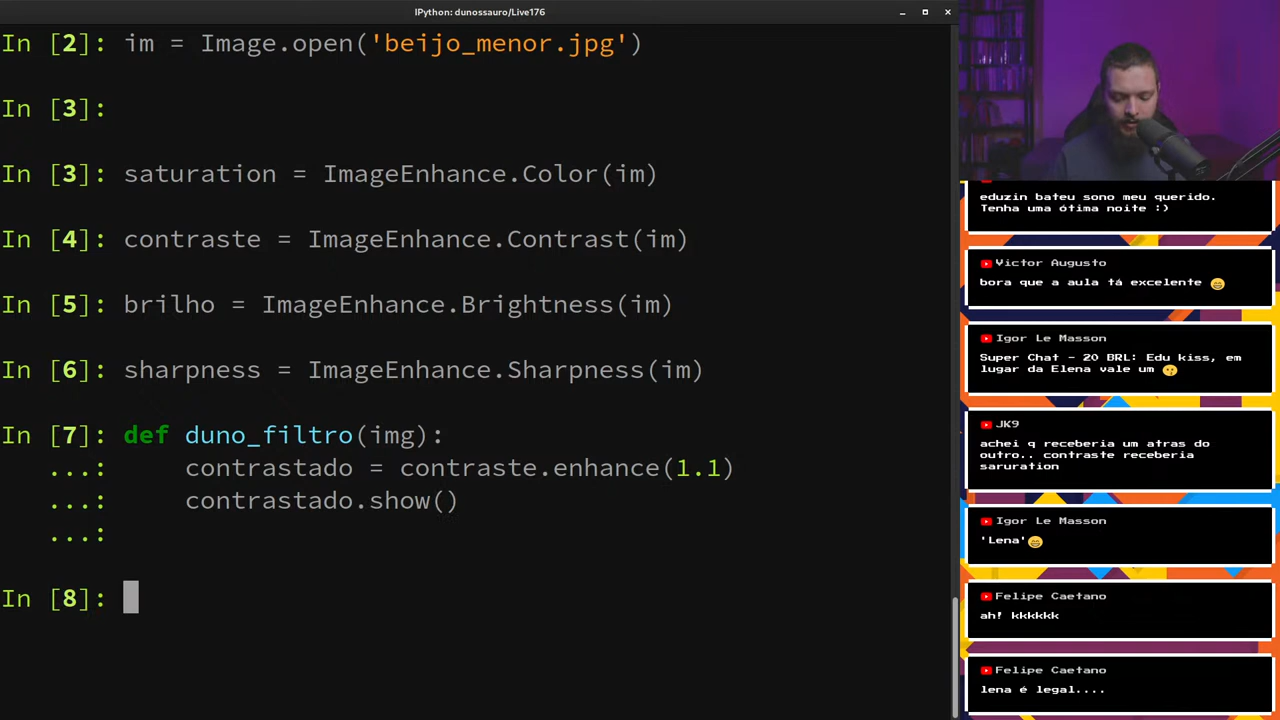 IPython: dunossauro/Live176
In [2]: im = Image.open('beijo_menor.jpg')
In [3]:
In [3]: saturation = ImageEnhance.Color(im)
In [4]: contraste = ImageEnhance.Contrast(im)
In [5]: brilho = ImageEnhance.Brightness(im)
In [6]: sharpness = ImageEnhance.Sharpness(im)
In [7]: def duno_filtro(img):
...: contrastado = contraste.enhance(1.1)
...: contrastado.show()
...:
In [8]:
eduzin bateu sono meu querido.
Tenha uma ótima noite :)
Victor Augusto
bora que a aula tá excelente 😁
Igor Le Masson
Super Chat - 20 BRL: Edu kiss, em
lugar da Elena vale um 😗
JK9
achei q receberia um atras do
outro.. contraste receberia
saruration
Igor Le Masson
'Lena'😁
Felipe Caetano
ah! kkkkkk
Felipe Caetano
lena é legal....